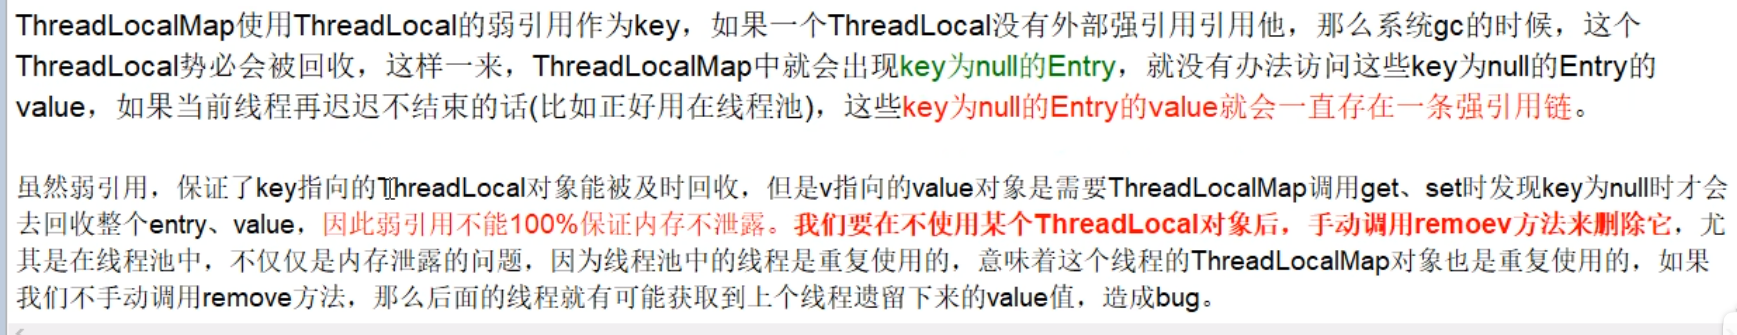 ThreadLocalMap使用ThreadLocal的弱引用作为key，如果一个ThreadLocal没有外部强引用引用他，那么系统gc的时候，这个
ThreadLocal势必会被回收，这样一来，ThreadLocalMap中就会出现key为null的Entry，就没有办法访问这些key为null的Entry的
value，如果当前线程再迟迟不结束的话(比如正好用在线程池)，这些key为null的Entry的value就会一直存在一条强引用链。
虽然弱引用，保证了key指向的ThreadLocal对象能被及时回收，但是v指向的value对象是需要ThreadLocalMap调用get、set时发现key为null时才会
去回收整个entry、value，因此弱引用不能100%保证内存不泄露。我们要在不使用某个ThreadLocal对象后，手动调用remoev方法来删除它，尤
其是在线程池中，不仅仅是内存泄露的问题，因为线程池中的线程是重复使用的，意味着这个线程的ThreadLocalMap对象也是重复使用的，如果
我们不手动调用remove方法，那么后面的线程就有可能获取到上个线程遗留下来的value值，造成bug。